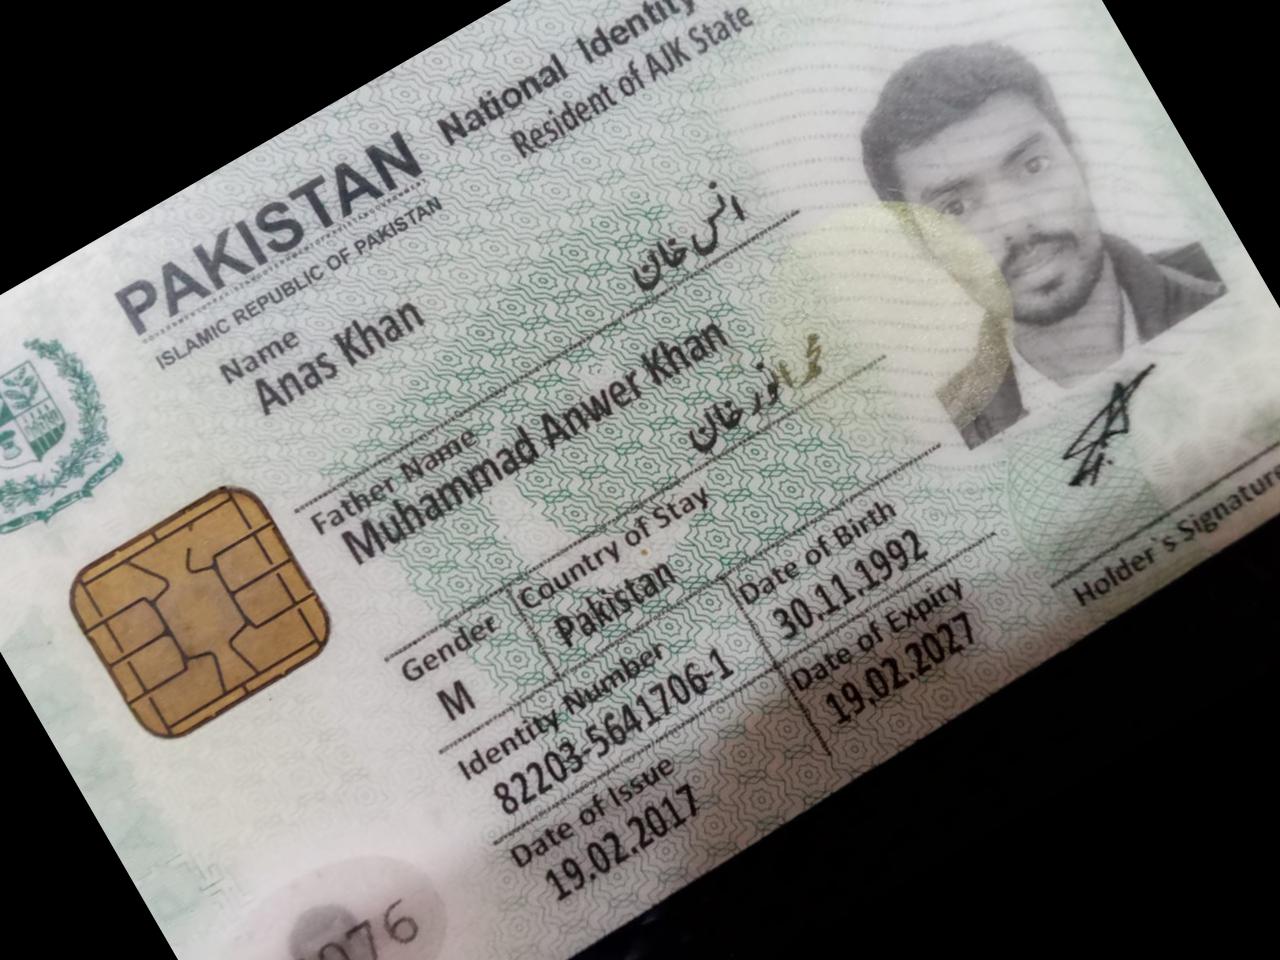 PAKISTAN National Identity
ISLAMIC REPUBLIC OF PAKISTAN Resident of AJK State
Name
Anas Khan
انس خان
Father Name
Muhammad Anwer Khan
محمد انور خان
Gender
M
Country of Stay
Pakistan
Identity Number
82203-5641706-1
Date of Birth
30.11.1992
Date of Issue
19.02.2017
Date of Expiry
19.02.2027
Holder's Signature